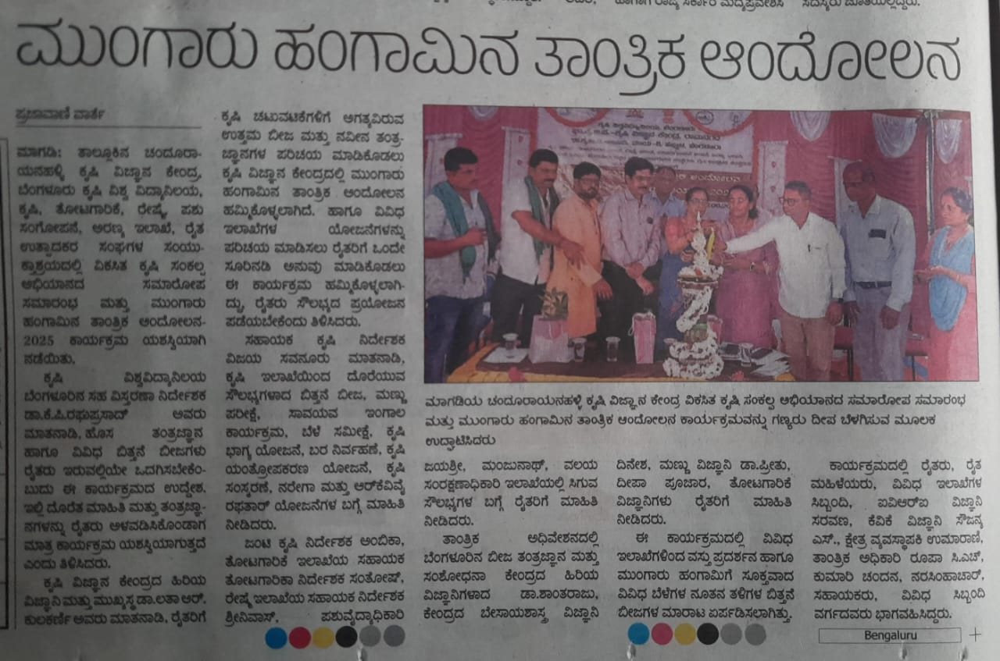 ಮುಂಗಾರು ಹಂಗಾಮಿನ ತಾಂತ್ರಿಕ ಆಂದೋಲನ
ಪ್ರಜಾವಾಣಿ ವಾರ್ತೆ
ಮಾಗಡಿ: ತಾಲ್ಲೂಕಿನ ಚಂದೂರಾ
ಯನಹಳ್ಳಿ ಕೃಷಿ ವಿಜ್ಞಾನ ಕೇಂದ್ರ,
ಬೆಂಗಳೂರು ಕೃಷಿ ವಿಶ್ವ ವಿದ್ಯಾನಿಲಯ,
ಕೃಷಿ, ತೋಟಗಾರಿಕೆ, ರೇಷ್ಮೆ ಪಶು
ಸಂಗೋಪನೆ, ಅರಣ್ಯ ಇಲಾಖೆ, ರೈತ
ಉತ್ಪಾದಕರ ಸಂಘಗಳ ಸಂಯು
ಕ್ತಾಶ್ರಯದಲ್ಲಿ ವಿಕಸಿತ ಕೃಷಿ ಸಂಕಲ್ಪ
ಅಭಿಯಾನದ ಸಮಾರೋಪ
ಸಮಾರಂಭ ಮತ್ತು ಮುಂಗಾರು
ಹಂಗಾಮಿನ ತಾಂತ್ರಿಕ ಆಂದೋಲನ-
2025 ಕಾರ್ಯಕ್ರಮ ಯಶಸ್ವಿಯಾಗಿ
ನಡೆಯಿತು.
ಕೃಷಿ ವಿಶ್ವವಿದ್ಯಾನಿಲಯ
ಬೆಂಗಳೂರಿನ ಸಹ ವಿಸ್ತರಣಾ ನಿರ್ದೇಶಕ
ಡಾ.ಕೆ.ಪಿ.ರಘುಪ್ರಸಾದ್ ಅವರು
ಮಾತನಾಡಿ, ಹೊಸ ತಂತ್ರಜ್ಞಾನ
ಹಾಗೂ ವಿವಿಧ ಬಿತ್ತನೆ ಬೀಜಗಳು
ರೈತರು ಇರುವಲ್ಲಿಯೇ ಒದಗಿಸಬೇಕೆಂ-
ಬುದು ಈ ಕಾರ್ಯಕ್ರಮದ ಉದ್ದೇಶ.
ಇಲ್ಲಿ ದೊರೆತ ಮಾಹಿತಿ ಮತ್ತು ತಂತ್ರಜ್ಞಾ-
ನಗಳನ್ನು ರೈತರು ಅಳವಡಿಸಿಕೊಂಡಾಗ
ಮಾತ್ರ ಕಾರ್ಯಕ್ರಮ ಯಶಸ್ವಿಯಾಗುತ್ತದೆ
ಎಂದು ತಿಳಿಸಿದರು.
ಕೃಷಿ ವಿಜ್ಞಾನ ಕೇಂದ್ರದ ಹಿರಿಯ
ವಿಜ್ಞಾನಿ ಮತ್ತು ಮುಖ್ಯಸ್ಥ ಡಾ.ಲತಾ ಆರ್.
ಕುಲಕರ್ಣಿ ಅವರು ಮಾತನಾಡಿ, ರೈತರಿಗೆ
ಕೃಷಿ ಚಟುವಟಿಕೆಗಳಿಗೆ ಅಗತ್ಯವಿರುವ
ಉತ್ತಮ ಬೀಜ ಮತ್ತು ನವೀನ ತಂತ್ರ-
ಜ್ಞಾನಗಳ ಪರಿಚಯ ಮಾಡಿಕೊಡಲು
ಕೃಷಿ ವಿಜ್ಞಾನ ಕೇಂದ್ರದಲ್ಲಿ ಮುಂಗಾರು
ಹಂಗಾಮಿನ ತಾಂತ್ರಿಕ ಆಂದೋಲನ
ಹಮ್ಮಿಕೊಳ್ಳಲಾಗಿದೆ. ಹಾಗೂ ವಿವಿಧ
ಇಲಾಖೆಗಳ ಯೋಜನೆಗಳನ್ನು
ಪರಿಚಯ ಮಾಡಿಸಲು ರೈತರಿಗೆ ಒಂದೇ
ಸೂರಿನಡಿ ಅನುವು ಮಾಡಿಕೊಡಲು
ಈ ಕಾರ್ಯಕ್ರಮ ಹಮ್ಮಿಕೊಳ್ಳಲಾಗಿ-
ದ್ದು, ರೈತರು ಸೌಲಭ್ಯದ ಪ್ರಯೋಜನ
ಪಡೆಯಬೇಕೆಂದು ತಿಳಿಸಿದರು.
ಸಹಾಯಕ ಕೃಷಿ ನಿರ್ದೇಶಕ
ವಿಜಯ ಸವನೂರು ಮಾತನಾಡಿ,
ಕೃಷಿ ಇಲಾಖೆಯಿಂದ ದೊರೆಯುವ
ಸೌಲಭ್ಯಗಳಾದ ಬಿತ್ತನೆ ಬೀಜ, ಮಣ್ಣು
ಪರೀಕ್ಷೆ, ಸಾವಯವ ಇಂಗಾಲ
ಕಾರ್ಯಕ್ರಮ, ಬೆಳೆ ಸಮೀಕ್ಷೆ, ಕೃಷಿ
ಭಾಗ್ಯ ಯೋಜನೆ, ಬರ ನಿರ್ವಹಣೆ, ಕೃಷಿ
ಯಂತ್ರೋಪಕರಣ ಯೋಜನೆ, ಕೃಷಿ
ಸಂಸ್ಕರಣೆ, ನರೇಗಾ ಮತ್ತು ಆರ್‌ಕೆವಿವೈ
ರಫತಾರ್ ಯೋಜನೆಗಳ ಬಗ್ಗೆ ಮಾಹಿತಿ
ನೀಡಿದರು.
ಜಂಟಿ ಕೃಷಿ ನಿರ್ದೇಶಕ ಅಂಬಿಕಾ,
ತೋಟಗಾರಿಕೆ ಇಲಾಖೆಯ ಸಹಾಯಕ
ತೋಟಗಾರಿಕಾ ನಿರ್ದೇಶಕ ಸಂತೋಷ್,
ರೇಷ್ಮೆ ಇಲಾಖೆಯ ಸಹಾಯಕ ನಿರ್ದೇಶಕ
ಶ್ರೀನಿವಾಸ್, ಪಶುವೈದ್ಯಾಧಿಕಾರಿ
ಮಾಗಡಿಯ ಚಂದೂರಾಯನಹಳ್ಳಿ ಕೃಷಿ ವಿಜ್ಞಾನ ಕೇಂದ್ರ ವಿಕಸಿತ ಕೃಷಿ ಸಂಕಲ್ಪ ಅಭಿಯಾನದ ಸಮಾರೋಪ ಸಮಾರಂಭ
ಮತ್ತು ಮುಂಗಾರು ಹಂಗಾಮಿನ ತಾಂತ್ರಿಕ ಆಂದೋಲನ ಕಾರ್ಯಕ್ರಮವನ್ನು ಗಣ್ಯರು ದೀಪ ಬೆಳಗಿಸುವ ಮೂಲಕ
ಉದ್ಘಾಟಿಸಿದರು
ಜಯಶ್ರೀ, ಮಂಜುನಾಥ್, ವಲಯ
ಸಂರಕ್ಷಣಾಧಿಕಾರಿ ಇಲಾಖೆಯಲ್ಲಿ ಸಿಗುವ
ಸೌಲಭ್ಯಗಳ ಬಗ್ಗೆ ರೈತರಿಗೆ ಮಾಹಿತಿ
ನೀಡಿದರು.
ತಾಂತ್ರಿಕ ಅಧಿವೇಶನದಲ್ಲಿ
ಬೆಂಗಳೂರಿನ ಬೀಜ ತಂತ್ರಜ್ಞಾನ ಮತ್ತು
ಸಂಶೋಧನಾ ಕೇಂದ್ರದ ಹಿರಿಯ
ವಿಜ್ಞಾನಿಗಳಾದ ಡಾ.ಶಾಂತರಾಜು,
ಕೇಂದ್ರದ ಬೇಸಾಯಶಾಸ್ತ್ರ ವಿಜ್ಞಾನಿ
ದಿನೇಶ, ಮಣ್ಣು ವಿಜ್ಞಾನಿ ಡಾ.ಪ್ರೀತು,
ದೀಪಾ ಪೂಜಾರ, ತೋಟಗಾರಿಕೆ
ವಿಜ್ಞಾನಿಗಳು ರೈತರಿಗೆ ಮಾಹಿತಿ
ನೀಡಿದರು.
ಈ ಕಾರ್ಯಕ್ರಮದಲ್ಲಿ ವಿವಿಧ
ಇಲಾಖೆಗಳಿಂದ ವಸ್ತು ಪ್ರದರ್ಶನ ಹಾಗೂ
ಮುಂಗಾರು ಹಂಗಾಮಿಗೆ ಸೂಕ್ತವಾದ
ವಿವಿಧ ಬೆಳೆಗಳ ನೂತನ ತಳಿಗಳ ಬಿತ್ತನೆ
ಬೀಜಗಳ ಮಾರಾಟ ಏರ್ಪಡಿಸಲಾಗಿತ್ತು.
ಕಾರ್ಯಕ್ರಮದಲ್ಲಿ ರೈತರು, ರೈತ
ಮಹಿಳೆಯರು, ವಿವಿಧ ಇಲಾಖೆಗಳ
ಸಿಬ್ಬಂದಿ, ಐವಿಆರ್‌ಐ ವಿಜ್ಞಾನಿ
ಸರವಣ, ಕೆವಿಕೆ ವಿಜ್ಞಾನಿ ಸೌಜನ್ಯ
ಎಸ್., ಕ್ಷೇತ್ರ ವ್ಯವಸ್ಥಾಪಕಿ ಉಮಾರಾಣಿ,
ತಾಂತ್ರಿಕ ಅಧಿಕಾರಿ ರೂಪಾ ಸಿ.ಎಚ್,
ಕುಮಾರಿ ಚಂದನ, ನರಸಿಂಹಾಚಾರ್,
ಸಹಾಯಕರು, ವಿವಿಧ ಸಿಬ್ಬಂದಿ
ವರ್ಗದವರು ಭಾಗವಹಿಸಿದ್ದರು.
Bengaluru